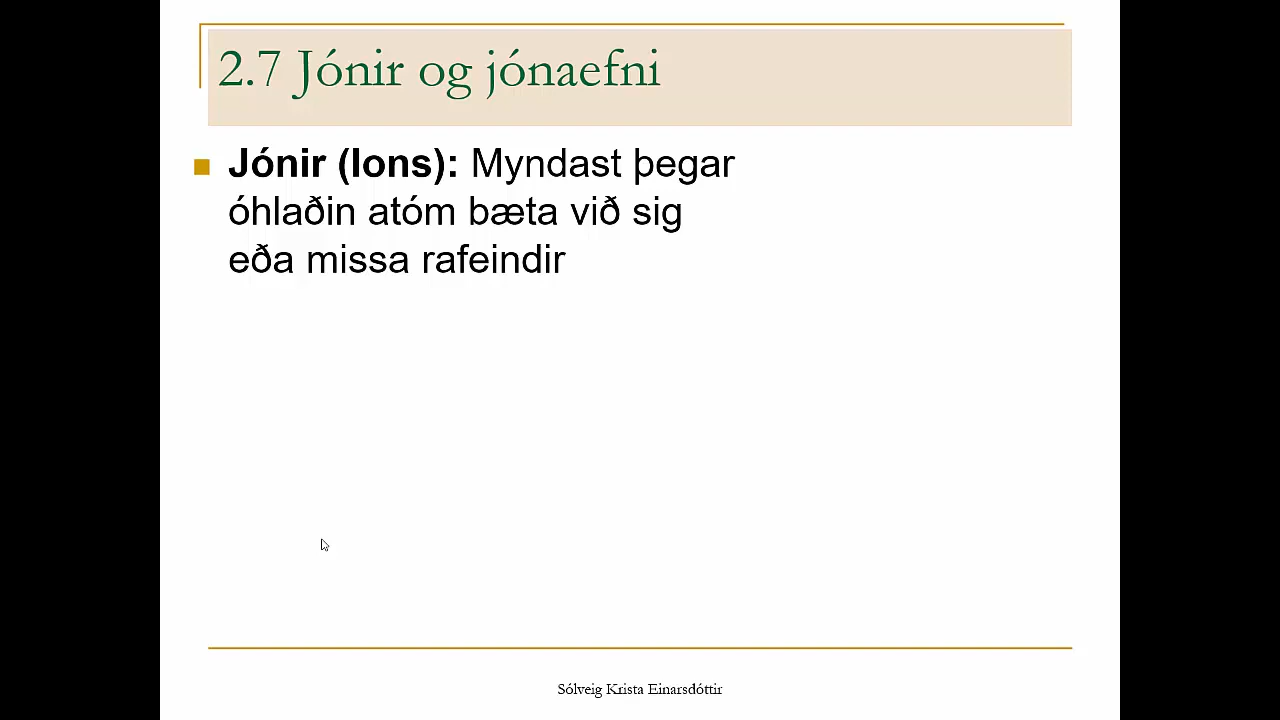 2.7 Jónir og jónaefni
Jónir (Ions): Myndast þegar
óhlaðin atóm bæta við sig
eða missa rafeindir
Sólveig Krista Einarsdóttir